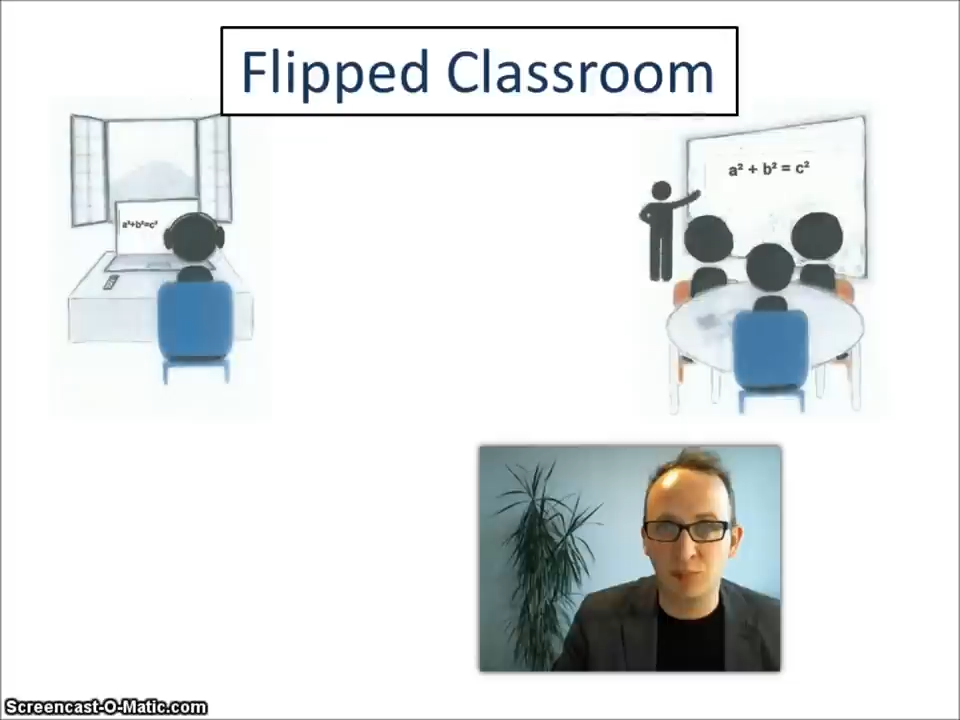 Flipped Classroom
a²+b²=c²
a² + b² = c²
Screencast-O-Matic.com